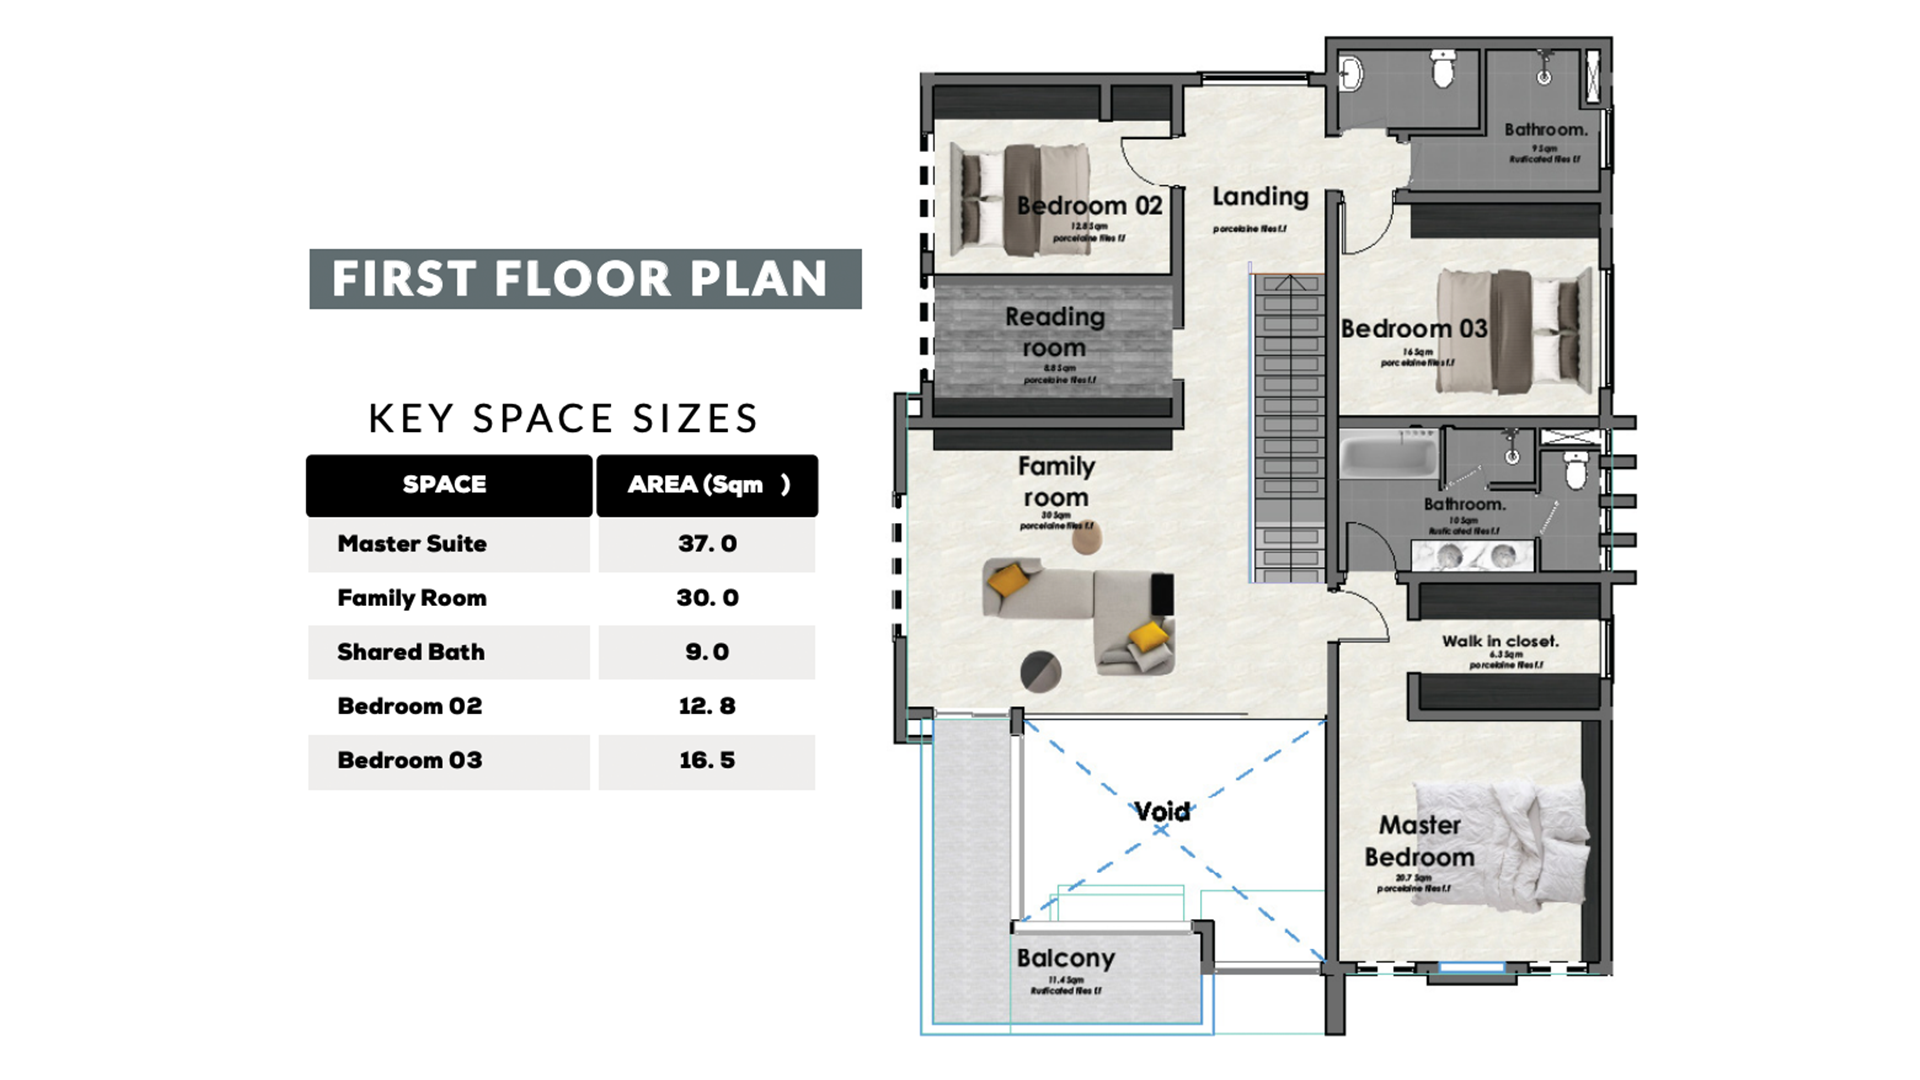 FIRST FLOOR PLAN
KEY SPACE SIZES
SPACE AREA (Sqm )
Master Suite 37. 0
Family Room 30. 0
Shared Bath 9. 0
Bedroom 02 12. 8
Bedroom 03 16. 5
Bathroom.
9 Sqm
Rusticated tiles f.f
Bedroom 02
12.8 Sqm
porcelaine tiles f.f
Landing
porcelaine tiles f.f
Reading
room
8.8 Sqm
porcelaine tiles f.f
Bedroom 03
16 Sqm
porcelaine tiles f.f
Family
room
30 Sqm
porcelaine tiles f.f
Bathroom.
10 Sqm
Rusticated tiles f.f
Walk in closet.
6.3 Sqm
porcelaine tiles f.f
Void
Master
Bedroom
20.7 Sqm
porcelaine tiles f.f
Balcony
11.4 Sqm
Rusticated tiles f.f